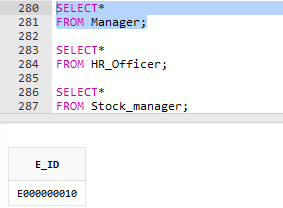 280 SELECT*
281 FROM Manager;
282
283 SELECT*
284 FROM HR_Officer;
285
286 SELECT*
287 FROM Stock_manager;
E_ID
E000000010